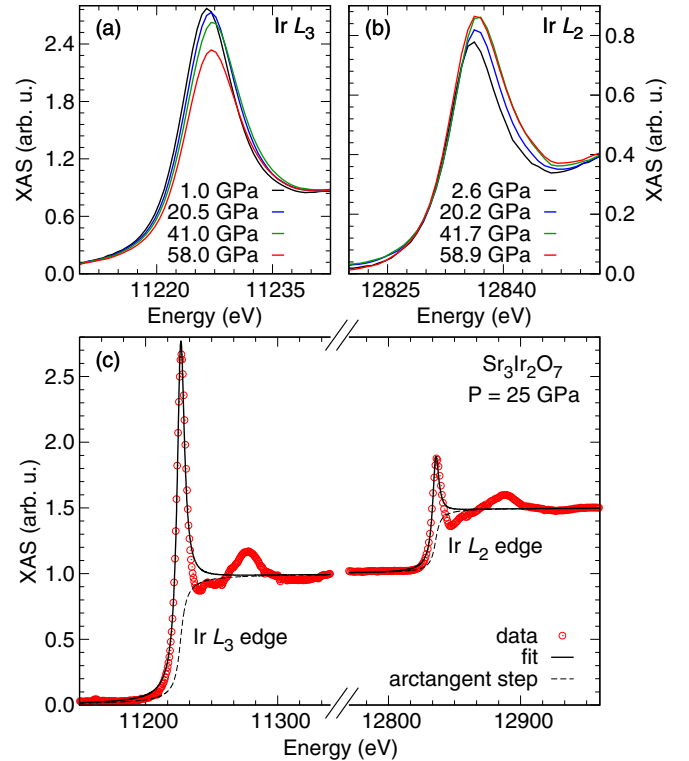 (a)
Ir L3
XAS (arb. u.)
2.4
1.8
1.2
0.6
0.0
1.0 GPa
20.5 GPa
41.0 GPa
58.0 GPa
11220
11235
Energy (eV)
(b)
Ir L2
0.8
0.6
0.4
0.2
0.0
XAS (arb. u.)
2.6 GPa
20.2 GPa
41.7 GPa
58.9 GPa
12825
12840
Energy (eV)
(c)
Sr3Ir2O7
P = 25 GPa
XAS (arb. u.)
2.5
2.0
1.5
1.0
0.5
0.0
Ir L2 edge
Ir L3 edge
data
fit
arctangent step
11200
11300
12800
12900
Energy (eV)